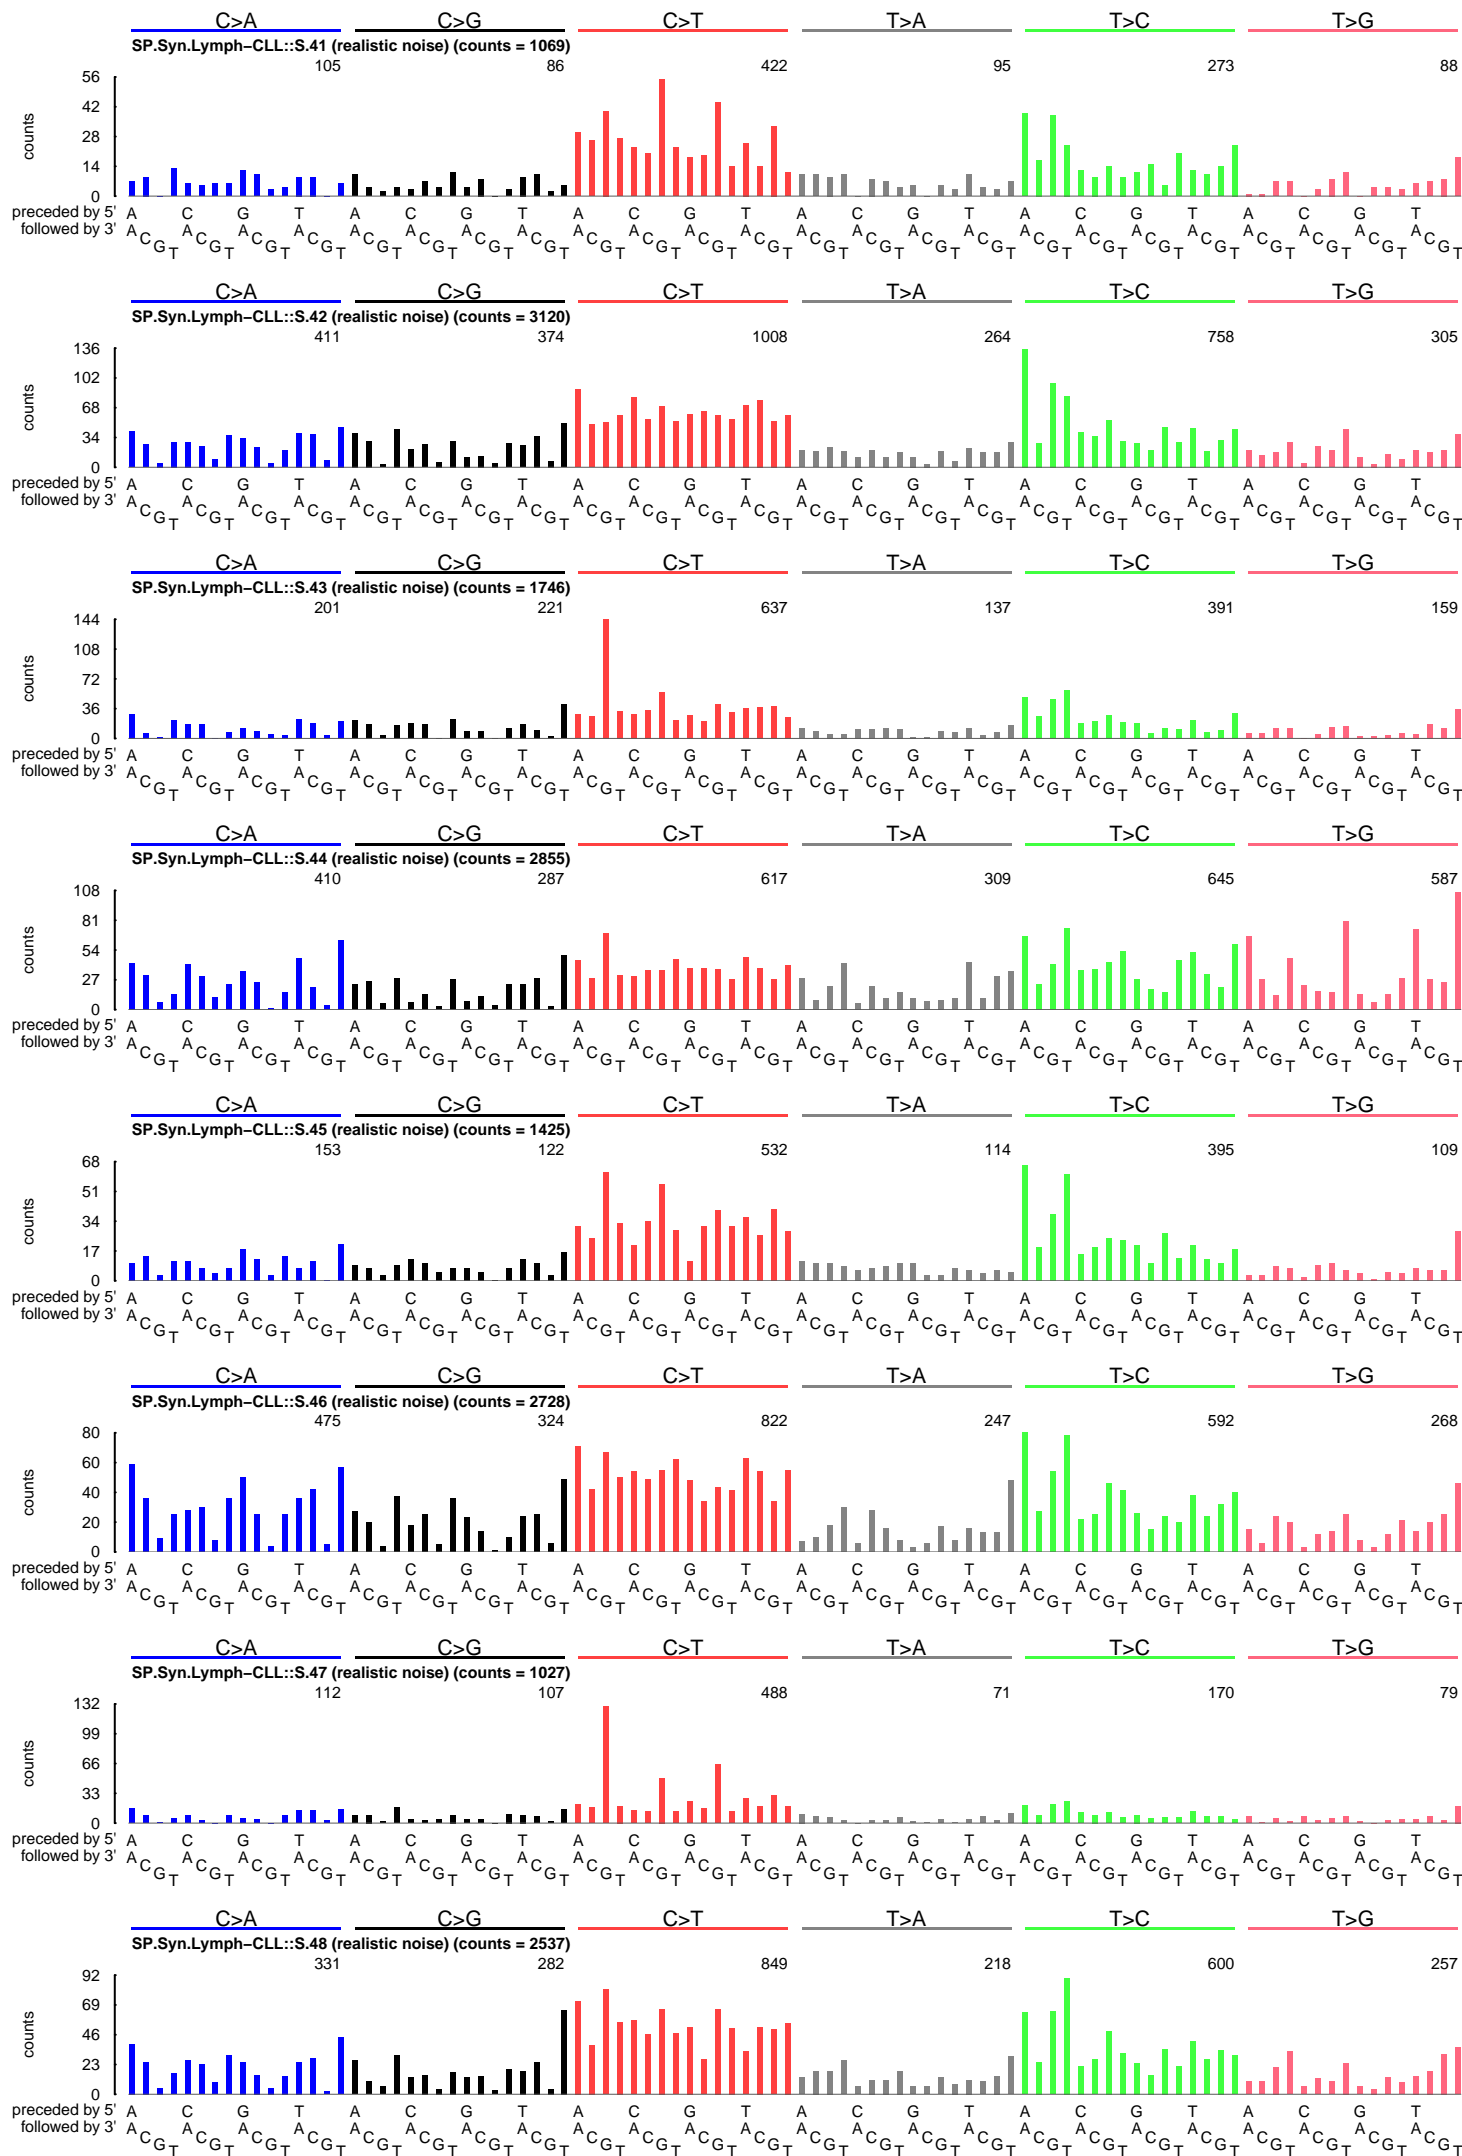 C>A C>G C>T T>A T>C T>G
SP.Syn.Lymph−CLL::S.41 (realistic noise) (counts = 1069)
105 86 422 95 273 88
56
42
28
14
0
counts
preceded by 5' A C G T A C G T A C G T A C G T A C G T A C G T
followed by 3' A C G T A C G T A C G T A C G T A C G T A C G T A C G T A C G T A C G T A C G T A C G T A C G T A C G T A C G T A C G T A C G T A C G T A C G T A C G T A C G T A C G T A C G T A C G T A C G T
C>A C>G C>T T>A T>C T>G
SP.Syn.Lymph−CLL::S.42 (realistic noise) (counts = 3120)
411 374 1008 264 758 305
136
102
68
34
0
counts
preceded by 5' A C G T A C G T A C G T A C G T A C G T A C G T
followed by 3' A C G T A C G T A C G T A C G T A C G T A C G T A C G T A C G T A C G T A C G T A C G T A C G T A C G T A C G T A C G T A C G T A C G T A C G T A C G T A C G T A C G T A C G T A C G T A C G T
C>A C>G C>T T>A T>C T>G
SP.Syn.Lymph−CLL::S.43 (realistic noise) (counts = 1746)
201 221 637 137 391 159
144
108
72
36
0
counts
preceded by 5' A C G T A C G T A C G T A C G T A C G T A C G T
followed by 3' A C G T A C G T A C G T A C G T A C G T A C G T A C G T A C G T A C G T A C G T A C G T A C G T A C G T A C G T A C G T A C G T A C G T A C G T A C G T A C G T A C G T A C G T A C G T A C G T
C>A C>G C>T T>A T>C T>G
SP.Syn.Lymph−CLL::S.44 (realistic noise) (counts = 2855)
410 287 617 309 645 587
108
81
54
27
0
counts
preceded by 5' A C G T A C G T A C G T A C G T A C G T A C G T
followed by 3' A C G T A C G T A C G T A C G T A C G T A C G T A C G T A C G T A C G T A C G T A C G T A C G T A C G T A C G T A C G T A C G T A C G T A C G T A C G T A C G T A C G T A C G T A C G T A C G T
C>A C>G C>T T>A T>C T>G
SP.Syn.Lymph−CLL::S.45 (realistic noise) (counts = 1425)
153 122 532 114 395 109
68
51
34
17
0
counts
preceded by 5' A C G T A C G T A C G T A C G T A C G T A C G T
followed by 3' A C G T A C G T A C G T A C G T A C G T A C G T A C G T A C G T A C G T A C G T A C G T A C G T A C G T A C G T A C G T A C G T A C G T A C G T A C G T A C G T A C G T A C G T A C G T A C G T
C>A C>G C>T T>A T>C T>G
SP.Syn.Lymph−CLL::S.46 (realistic noise) (counts = 2728)
475 324 822 247 592 268
80
60
40
20
0
counts
preceded by 5' A C G T A C G T A C G T A C G T A C G T A C G T
followed by 3' A C G T A C G T A C G T A C G T A C G T A C G T A C G T A C G T A C G T A C G T A C G T A C G T A C G T A C G T A C G T A C G T A C G T A C G T A C G T A C G T A C G T A C G T A C G T A C G T
C>A C>G C>T T>A T>C T>G
SP.Syn.Lymph−CLL::S.47 (realistic noise) (counts = 1027)
112 107 488 71 170 79
132
99
66
33
0
counts
preceded by 5' A C G T A C G T A C G T A C G T A C G T A C G T
followed by 3' A C G T A C G T A C G T A C G T A C G T A C G T A C G T A C G T A C G T A C G T A C G T A C G T A C G T A C G T A C G T A C G T A C G T A C G T A C G T A C G T A C G T A C G T A C G T A C G T
C>A C>G C>T T>A T>C T>G
SP.Syn.Lymph−CLL::S.48 (realistic noise) (counts = 2537)
331 282 849 218 600 257
92
69
46
23
0
counts
preceded by 5' A C G T A C G T A C G T A C G T A C G T A C G T
followed by 3' A C G T A C G T A C G T A C G T A C G T A C G T A C G T A C G T A C G T A C G T A C G T A C G T A C G T A C G T A C G T A C G T A C G T A C G T A C G T A C G T A C G T A C G T A C G T A C G T